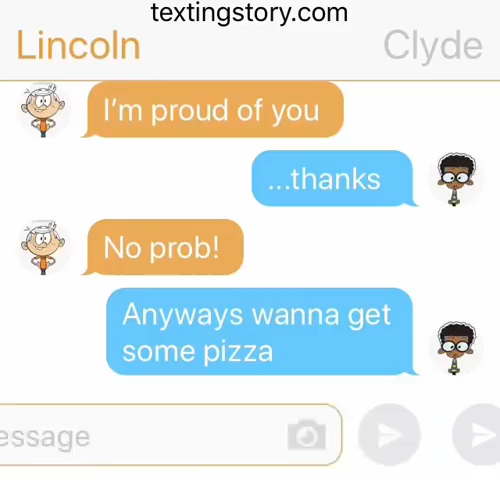 textingstory.com
Lincoln Clyde
I’m proud of you
...thanks
No prob!
Anyways wanna get
some pizza
essage